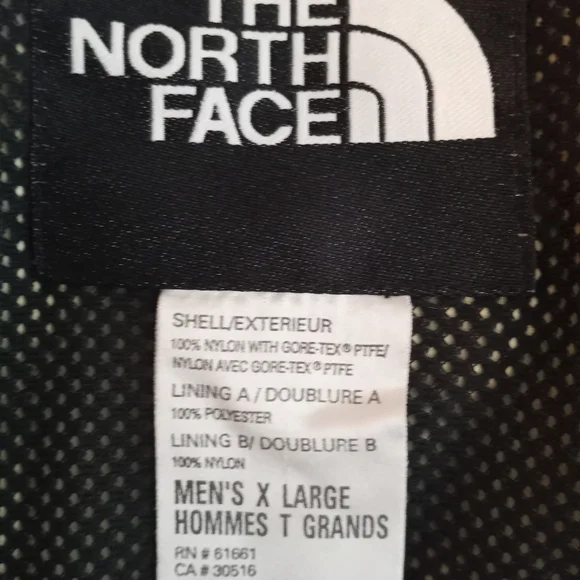 THE
NORTH
FACE
SHELL/EXTERIEUR
100% NYLON WITH GORE-TEX® PTFE/
NYLON AVEC GORE-TEX® PTFE
LINING A / DOUBLURE A
100% POLYESTER
LINING B/ DOUBLURE B
100% NYLON
MEN'S X LARGE
HOMMES T GRANDS
RN # 61661
CA # 30516